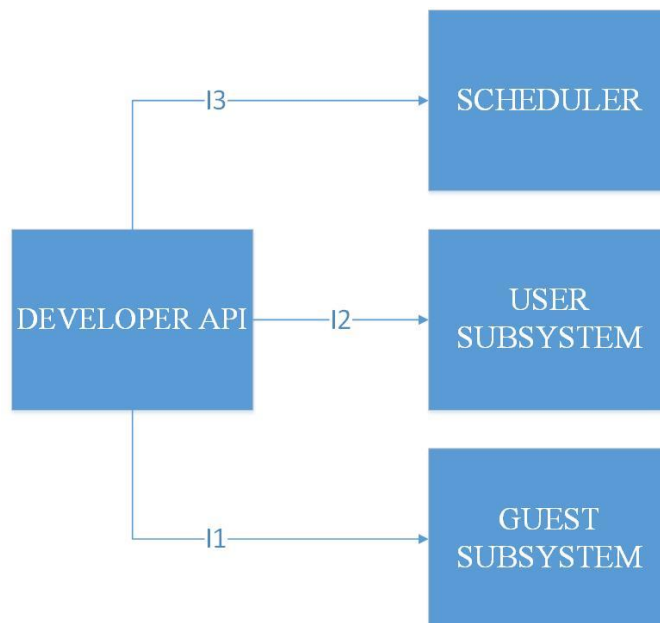 I3
SCHEDULER
DEVELOPER API
I2
USER
SUBSYSTEM
I1
GUEST
SUBSYSTEM